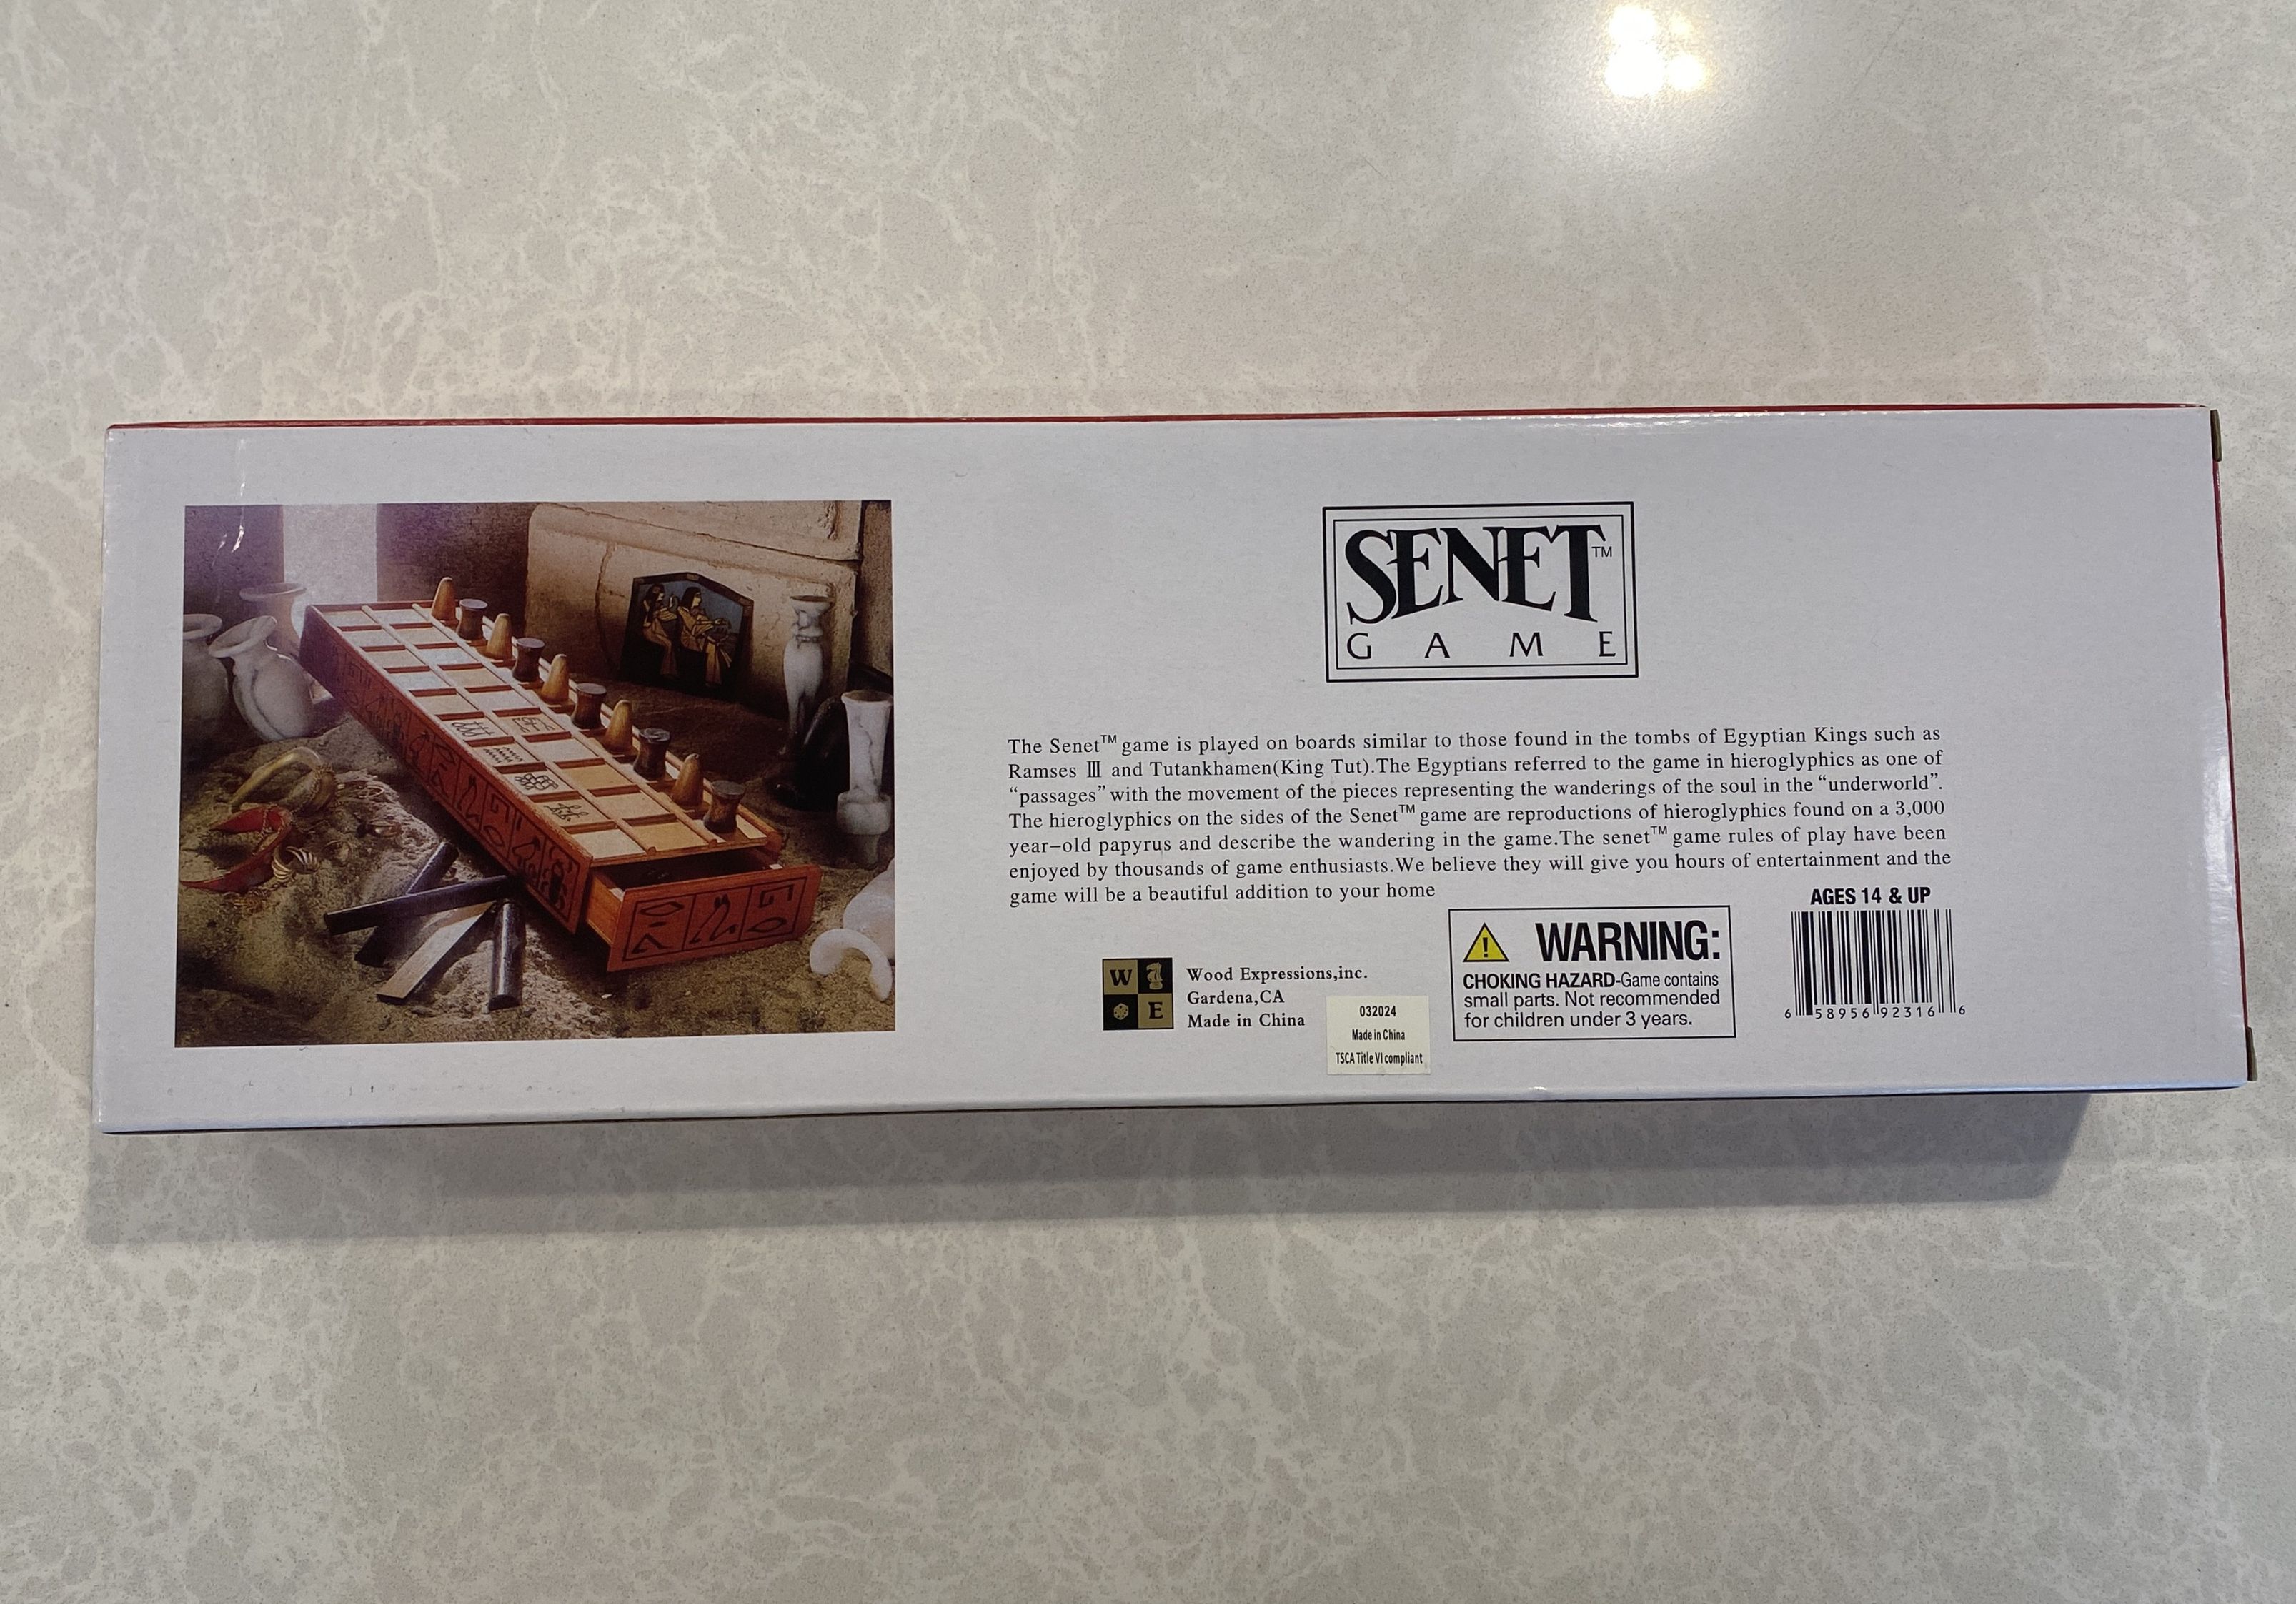 SENET™
GAME
The Senet™ game is played on boards similar to those found in the tombs of Egyptian Kings such as
Ramses Ⅲ and Tutankhamen(King Tut).The Egyptians referred to the game in hieroglyphics as one of
“passages” with the movement of the pieces representing the wanderings of the soul in the “underworld”.
The hieroglyphics on the sides of the Senet™ game are reproductions of hieroglyphics found on a 3,000
year-old papyrus and describe the wandering in the game.The senet™ game rules of play have been
enjoyed by thousands of game enthusiasts.We believe they will give you hours of entertainment and the
game will be a beautiful addition to your home
W
E
Wood Expressions,inc.
Gardena,CA
Made in China
032024
Made in China
TSCA Title VI compliant
WARNING:
CHOKING HAZARD-Game contains
small parts. Not recommended
for children under 3 years.
AGES 14 & UP
6 58956 92316 6